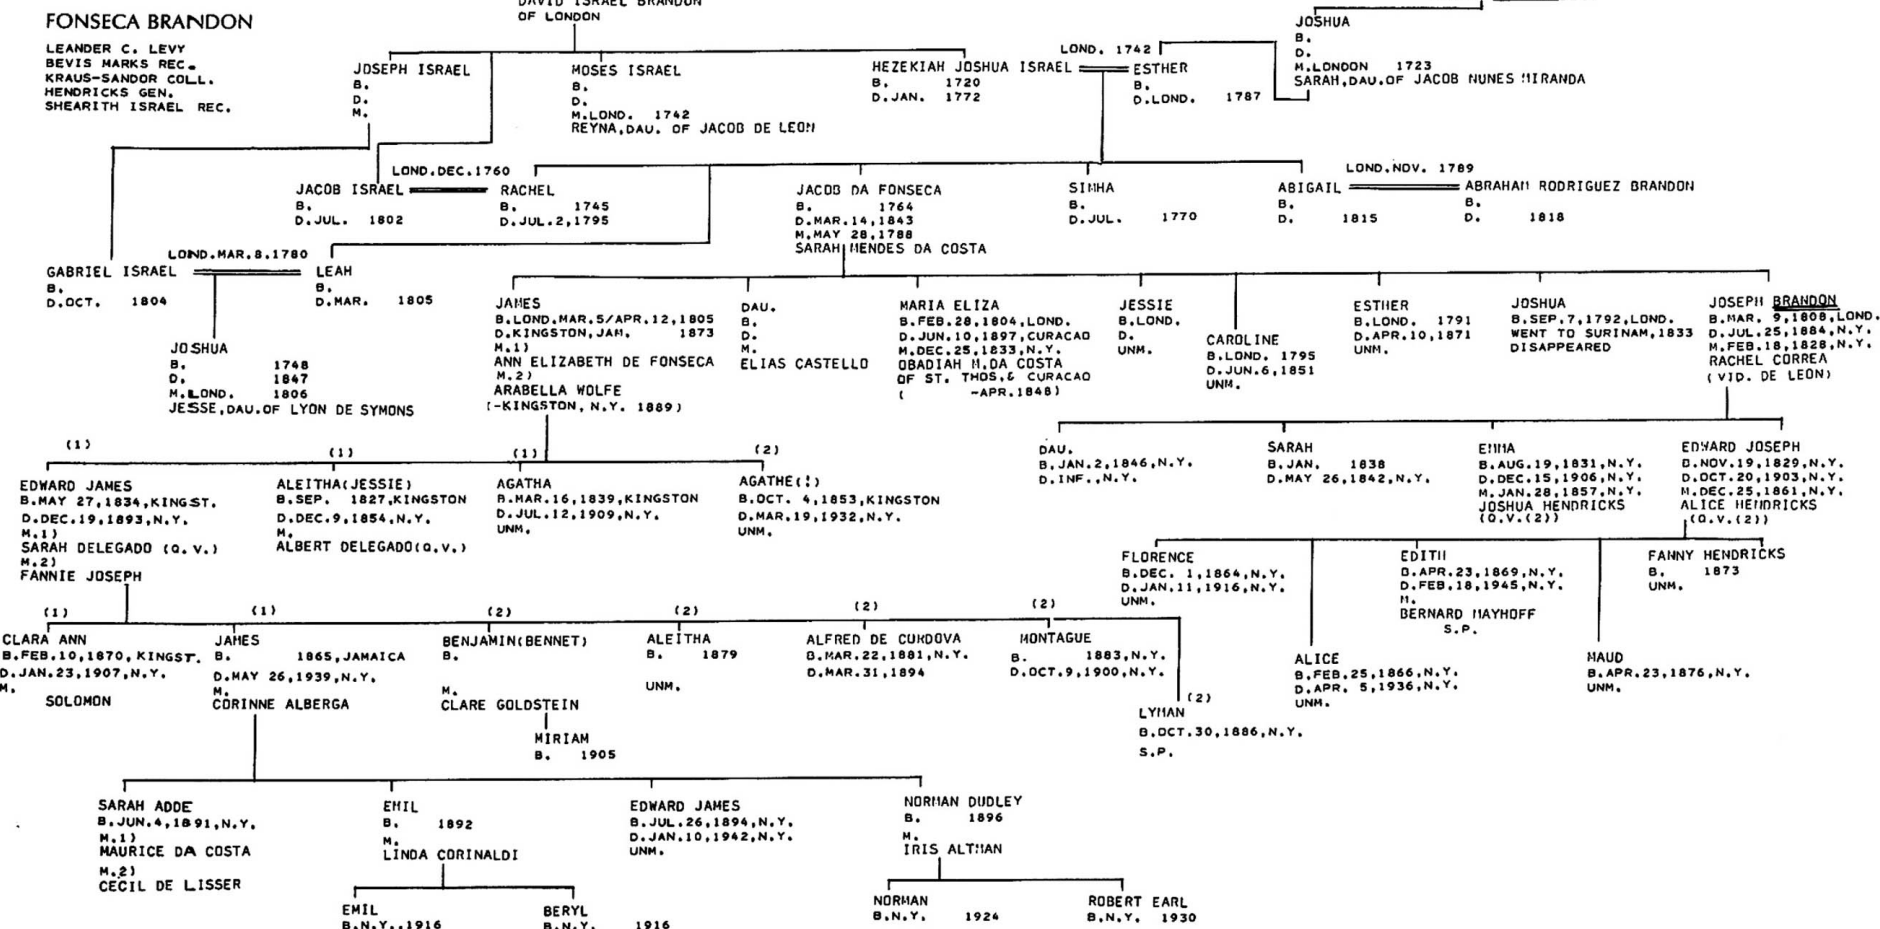 FONSECA BRANDON
LEANDER C. LEVY
BEVIS MARKS REC.
KRAUS-SANDOR COLL.
HENDRICKS GEN.
SHEARITH ISRAEL REC.
DAVID ISRAEL BRANDON
OF LONDON
JOSEPH ISRAEL
B.
D.
M.
MOSES ISRAEL
B.
D.
M.LOND. 1742
REYNA,DAU. OF JACOB DE LEON
HEZEKIAH JOSHUA ISRAEL
B. 1720
D.JAN. 1772
LOND. 1742
ESTHER
B.
D.LOND. 1787
JOSHUA
B.
D.
M.LONDON 1723
SARAH,DAU.OF JACOB NUNES MIRANDA
JACOB ISRAEL
B.
D.JUL. 1802
LOND.DEC.1760
RACHEL
B. 1745
D.JUL.2,1795
JACOB DA FONSECA
B. 1764
D.MAR.14,1843
M.MAY 28,1788
SARAH MENDES DA COSTA
SIMHA
B.
D.JUL. 1770
ABIGAIL
B.
D. 1815
LOND.NOV. 1789
ABRAHAM RODRIGUEZ BRANDON
B.
D. 1818
GABRIEL ISRAEL
B.
D.OCT. 1804
LOND.MAR.8.1780
LEAH
B.
D.MAR. 1805
JOSHUA
B. 1748
D. 1847
M.LOND. 1806
JESSE,DAU.OF LYON DE SYMONS
JAMES
B.LOND.MAR.5/APR.12,1805
D.KINGSTON,JAM. 1873
M.1)
ANN ELIZABETH DE FONSECA
M.2)
ARABELLA WOLFE
(-KINGSTON, N.Y. 1889)
DAU.
B.
D.
M.
ELIAS CASTELLO
MARIA ELIZA
B.FEB.28,1804,LOND.
D.JUN.10,1897,CURACAO
M.DEC.25,1833,N.Y.
OBADIAH M.DA COSTA
OF ST. THOS,& CURACAO
( -APR.1848)
JESSIE
B.LOND.
D.
UNM.
CAROLINE
B.LOND. 1795
D.JUN.6,1851
UNM.
ESTHER
B.LOND. 1791
D.APR.10,1871
UNM.
JOSHUA
B.SEP.7,1792,LOND.
WENT TO SURINAM,1833
DISAPPEARED
JOSEPH BRANDON
B.MAR. 9,1808,LOND.
D.JUL.25,1884,N.Y.
M.FEB.18,1828,N.Y.
RACHEL CORREA
(VID. DE LEON)
(1)
EDWARD JAMES
B.MAY 27,1834,KINGST.
D.DEC.19,1893,N.Y.
M.1)
SARAH DELEGADO (Q.V.)
M.2)
FANNIE JOSEPH
(1)
ALEITHA(JESSIE)
B.SEP. 1827,KINGSTON
D.DEC.9,1854,N.Y.
M.
ALBERT DELEGADO(Q.V.)
(1)
AGATHA
B.MAR.16,1839,KINGSTON
D.JUL.12,1909,N.Y.
UNM.
(2)
AGATHE(!)
B.OCT. 4,1853,KINGSTON
D.MAR.19,1932,N.Y.
UNM.
DAU.
B.JAN.2,1846,N.Y.
D.INF.,N.Y.
SARAH
B.JAN. 1838
D.MAY 26,1842,N.Y.
EMMA
B.AUG.19,1831,N.Y.
D.DEC.15,1906,N.Y.
M.JAN.28,1857,N.Y.
JOSHUA HENDRICKS
(Q.V.(2))
EDWARD JOSEPH
B.NOV.19,1829,N.Y.
D.OCT.20,1903,N.Y.
M.DEC.25,1861,N.Y.
ALICE HENDRICKS
(Q.V.(2))
FLORENCE
B.DEC. 1,1864,N.Y.
D.JAN.11,1916,N.Y.
UNM.
ALICE
B.FEB.25,1866,N.Y.
D.APR. 5,1936,N.Y.
UNM.
EDITH
B.APR.23,1869,N.Y.
D.FEB.18,1945,N.Y.
M.
BERNARD MAYHOFF
S.P.
MAUD
B.APR.23,1876,N.Y.
UNM.
FANNY HENDRICKS
B. 1873
UNM.
(1)
CLARA ANN
B.FEB.10,1870, KINGST.
D.JAN.23,1907,N.Y.
M.
SOLOMON
(1)
JAMES
B. 1865,JAMAICA
D.MAY 26,1939,N.Y.
M.
CORINNE ALBERGA
(2)
BENJAMIN(BENNET)
B.
M.
CLARE GOLDSTEIN
MIRIAM
B. 1905
(2)
ALEITHA
B. 1879
UNM.
(2)
ALFRED DE CORDOVA
B.MAR.22,1881,N.Y.
D.MAR.31,1894
(2)
MONTAGUE
B. 1883,N.Y.
D.OCT.9,1900,N.Y.
(2)
LYMAN
B.OCT.30,1886,N.Y.
S.P.
SARAH ADDE
B.JUN.4,1891,N.Y.
M.1)
MAURICE DA COSTA
M.2)
CECIL DE LISSER
EMIL
B. 1892
M.
LINDA CORINALDI
EDWARD JAMES
B.JUL.26,1894,N.Y.
D.JAN.10,1942,N.Y.
UNM.
NORMAN DUDLEY
B. 1896
M.
IRIS ALTMAN
EMIL
B.N.Y.,1916
BERYL
B.N.Y. 1916
NORMAN
B.N.Y. 1924
ROBERT EARL
B.N.Y. 1930